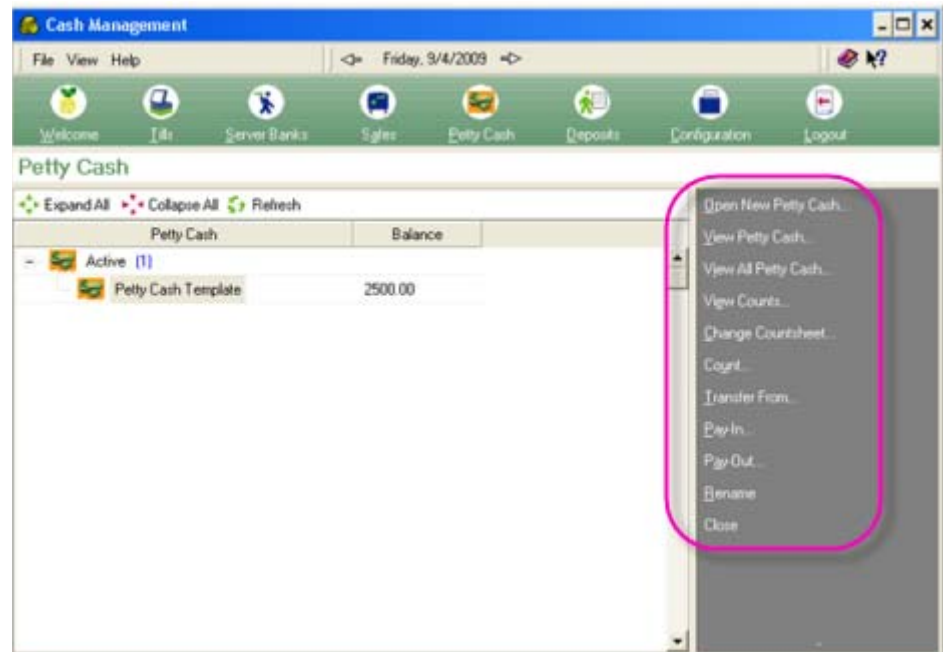 Cash Management
File View Help Friday, 9/4/2009
Welcome Tills Server Banks Sales Petty Cash Deposits Configuration Logout
Petty Cash
Expand All Collapse All Refresh
Petty Cash Balance
Active (1)
Petty Cash Template 2500.00
Open New Petty Cash...
View Petty Cash...
View All Petty Cash...
View Counts...
Change Countsheet...
Count...
Transfer From...
Pay-In...
Pay-Out...
Rename
Close